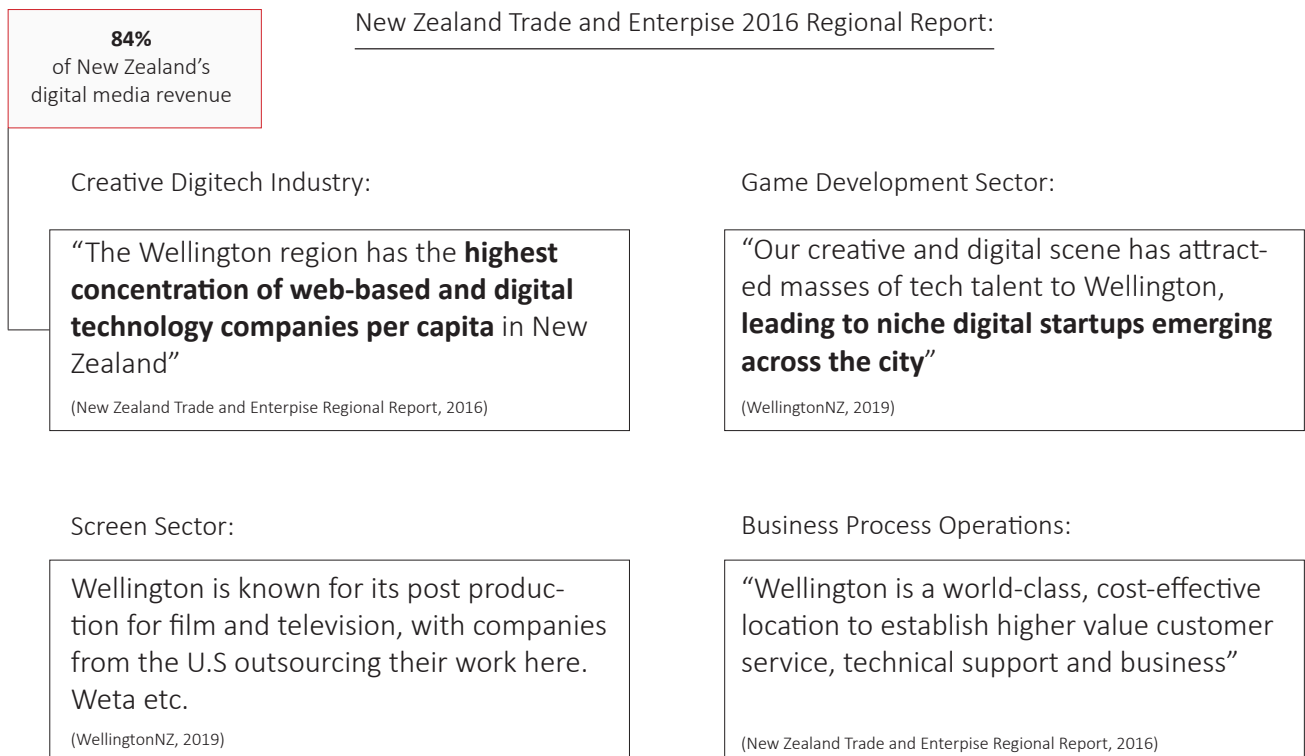 84%
of New Zealand’s
digital media revenue
New Zealand Trade and Enterpise 2016 Regional Report:
Creative Digitech Industry:
“The Wellington region has the highest
concentration of web-based and digital
technology companies per capita in New
Zealand”
(New Zealand Trade and Enterpise Regional Report, 2016)
Game Development Sector:
“Our creative and digital scene has attract-
ed masses of tech talent to Wellington,
leading to niche digital startups emerging
across the city”
(WellingtonNZ, 2019)
Screen Sector:
Wellington is known for its post produc-
tion for film and television, with companies
from the U.S outsourcing their work here.
Weta etc.
(WellingtonNZ, 2019)
Business Process Operations:
“Wellington is a world-class, cost-effective
location to establish higher value customer
service, technical support and business”
(New Zealand Trade and Enterpise Regional Report, 2016)